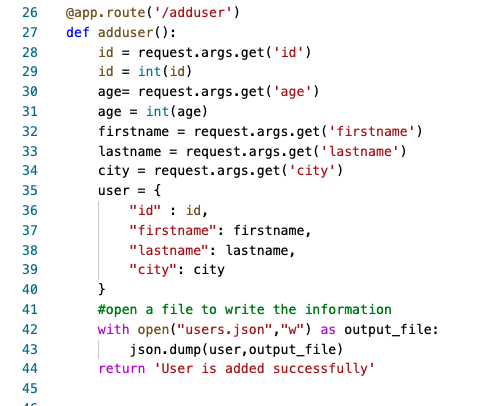 26 @app.route('/adduser')
27 def adduser():
28     id = request.args.get('id')
29     id = int(id)
30     age= request.args.get('age')
31     age = int(age)
32     firstname = request.args.get('firstname')
33     lastname = request.args.get('lastname')
34     city = request.args.get('city')
35     user = {
36         "id" : id,
37         "firstname": firstname,
38         "lastname": lastname,
39         "city": city
40     }
41     #open a file to write the information
42     with open("users.json","w") as output_file:
43         json.dump(user,output_file)
44     return 'User is added successfully'
45